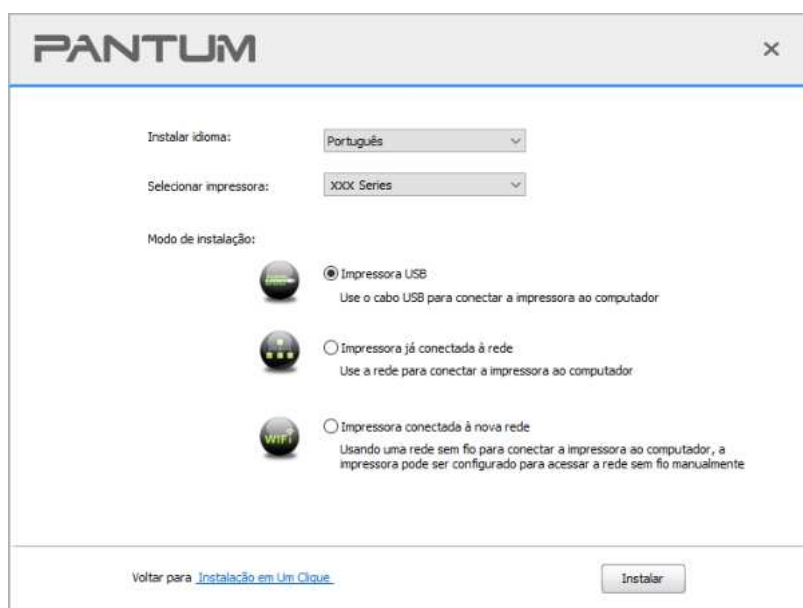 PANTUM
Instalar idioma:
Português
Selecionar impressora:
XXX Series
Modo de instalação:
Impressora USB
Use o cabo USB para conectar a impressora ao computador
Impressora já conectada à rede
Use a rede para conectar a impressora ao computador
WiFi
Impressora conectada à nova rede
Usando uma rede sem fio para conectar a impressora ao computador, a
impressora pode ser configurado para acessar a rede sem fio manualmente
Voltar para Instalação em Um Clique
Instalar